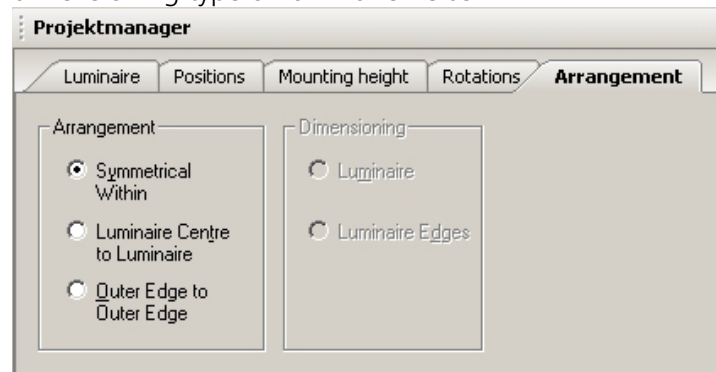 Projektmanager
Luminaire Positions Mounting height Rotations Arrangement
Arrangement Dimensioning
Symmetrical Within
Luminaire
Luminaire Centre to Luminaire
Luminaire Edges
Outer Edge to Outer Edge